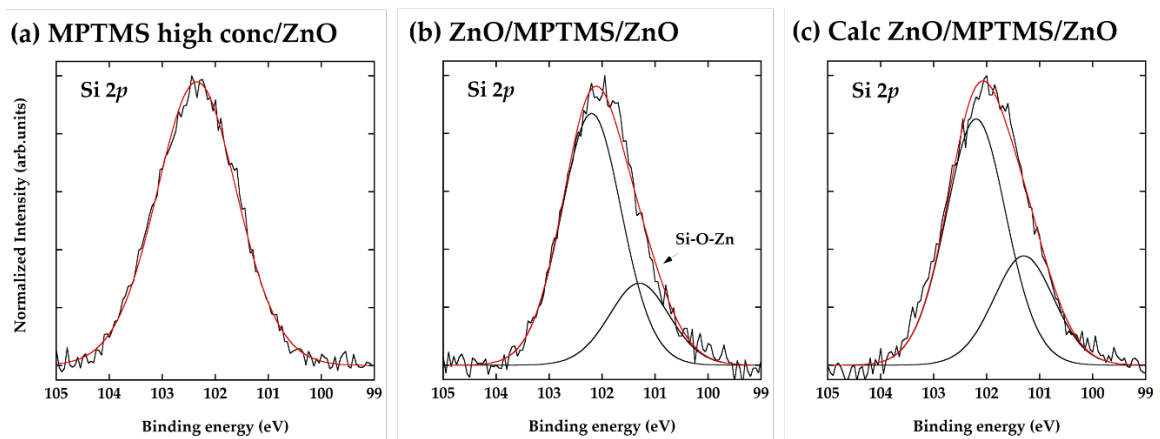 (a) MPTMS high conc/ZnO
Si 2p
Normalized Intensity (arb.units)
105 104 103 102 101 100 99
Binding energy (eV)
(b) ZnO/MPTMS/ZnO
Si 2p
Si-O-Zn
105 104 103 102 101 100 99
Binding energy (eV)
(c) Calc ZnO/MPTMS/ZnO
Si 2p
105 104 103 102 101 100 99
Binding energy (eV)